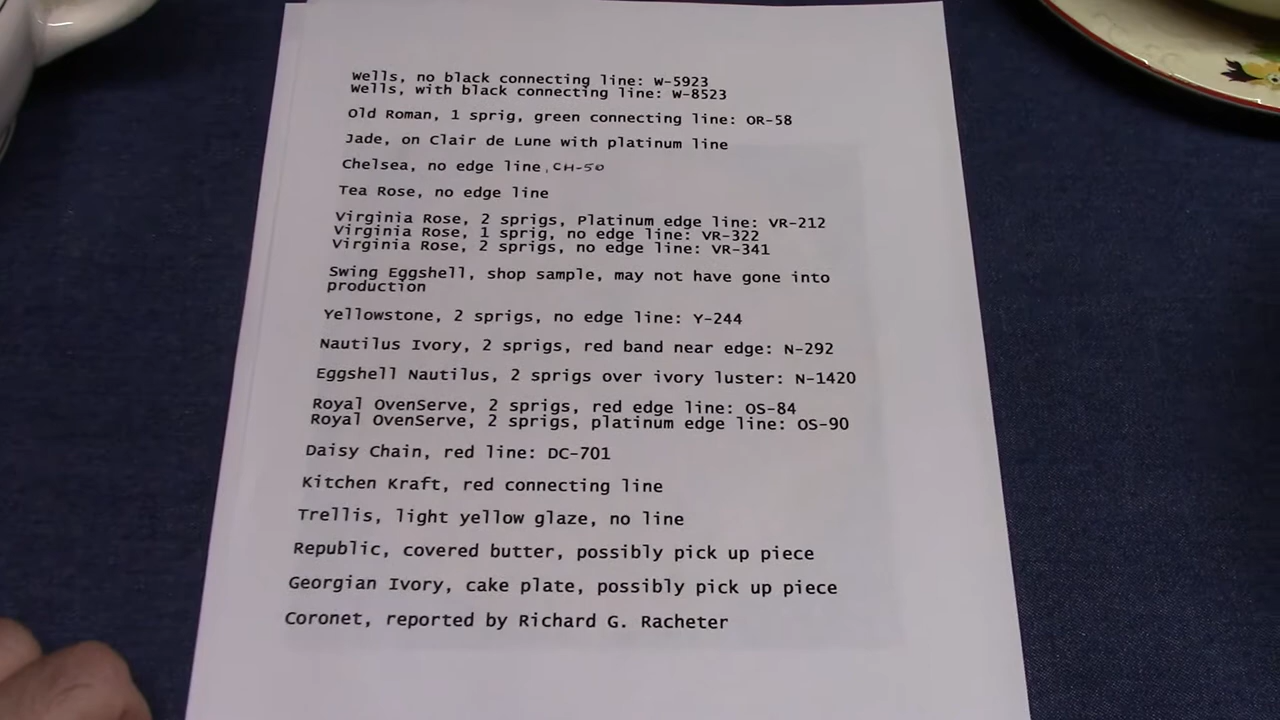 Wells, no black connecting line: W-5923
Wells, with black connecting line: W-8523
Old Roman, 1 sprig, green connecting line: OR-58
Jade, on Clair de Lune with platinum line
Chelsea, no edge line, CH-50
Tea Rose, no edge line
Virginia Rose, 2 sprigs, Platinum edge line: VR-212
Virginia Rose, 1 sprig, no edge line: VR-322
Virginia Rose, 2 sprigs, no edge line: VR-341
Swing Eggshell, shop sample, may not have gone into
production
Yellowstone, 2 sprigs, no edge line: Y-244
Nautilus Ivory, 2 sprigs, red band near edge: N-292
Eggshell Nautilus, 2 sprigs over ivory luster: N-1420
Royal OvenServe, 2 sprigs, red edge line: OS-84
Royal OvenServe, 2 sprigs, platinum edge line: OS-90
Daisy Chain, red line: DC-701
Kitchen Kraft, red connecting line
Trellis, light yellow glaze, no line
Republic, covered butter, possibly pick up piece
Georgian Ivory, cake plate, possibly pick up piece
Coronet, reported by Richard G. Racheter